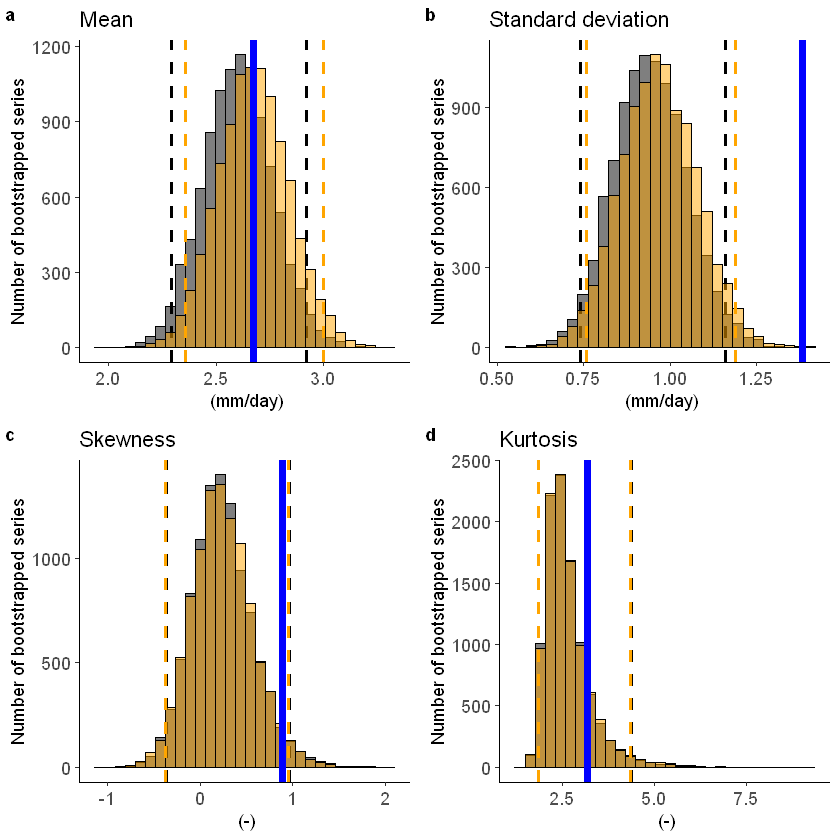 a Mean
Number of bootstrapped series
1200
900
600
300
0
2.0 2.5 3.0
(mm/day)
b Standard deviation
Number of bootstrapped series
900
600
300
0
0.50 0.75 1.00 1.25
(mm/day)
c Skewness
Number of bootstrapped series
1000
500
0
-1 0 1 2
(-)
d Kurtosis
Number of bootstrapped series
2500
2000
1500
1000
500
0
2.5 5.0 7.5
(-)